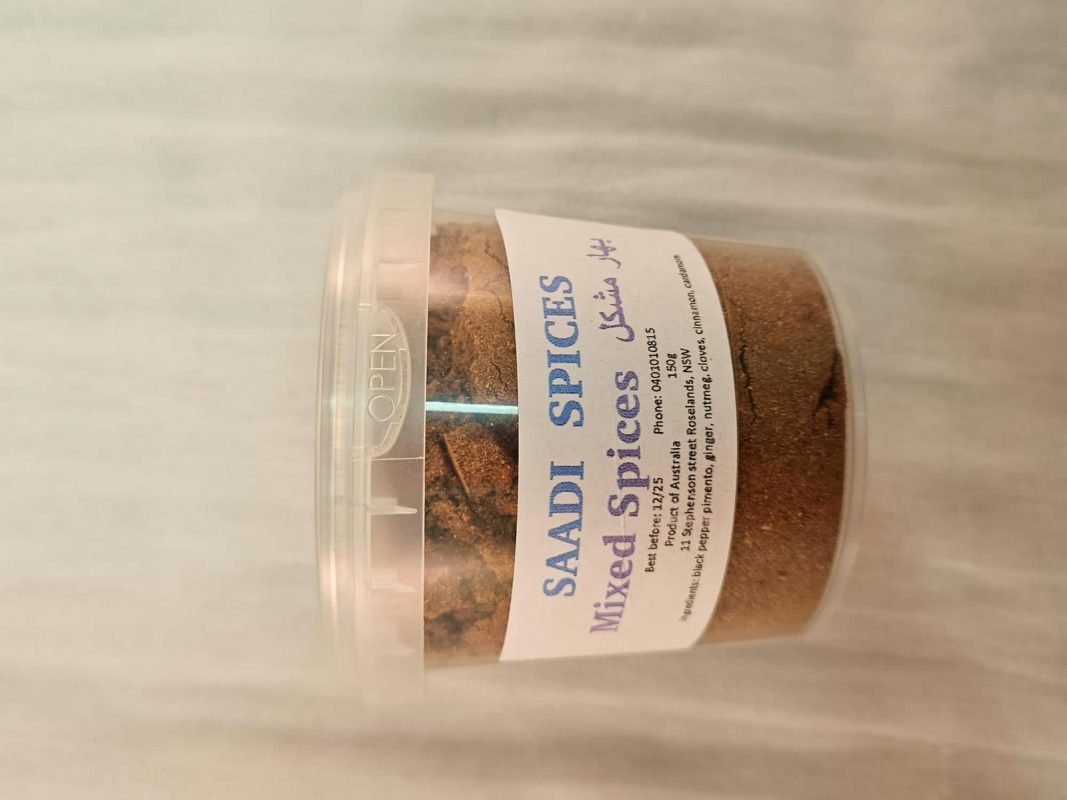 OPEN
SAADI SPICES
Mixed Spices بهار مشكل
Best before: 12/25 Phone: 0401010815
Product of Australia 150g
11 Stephenson street Roselands, NSW
Ingredients: black pepper pimento, ginger, nutmeg, cloves, cinnamon, cardamom